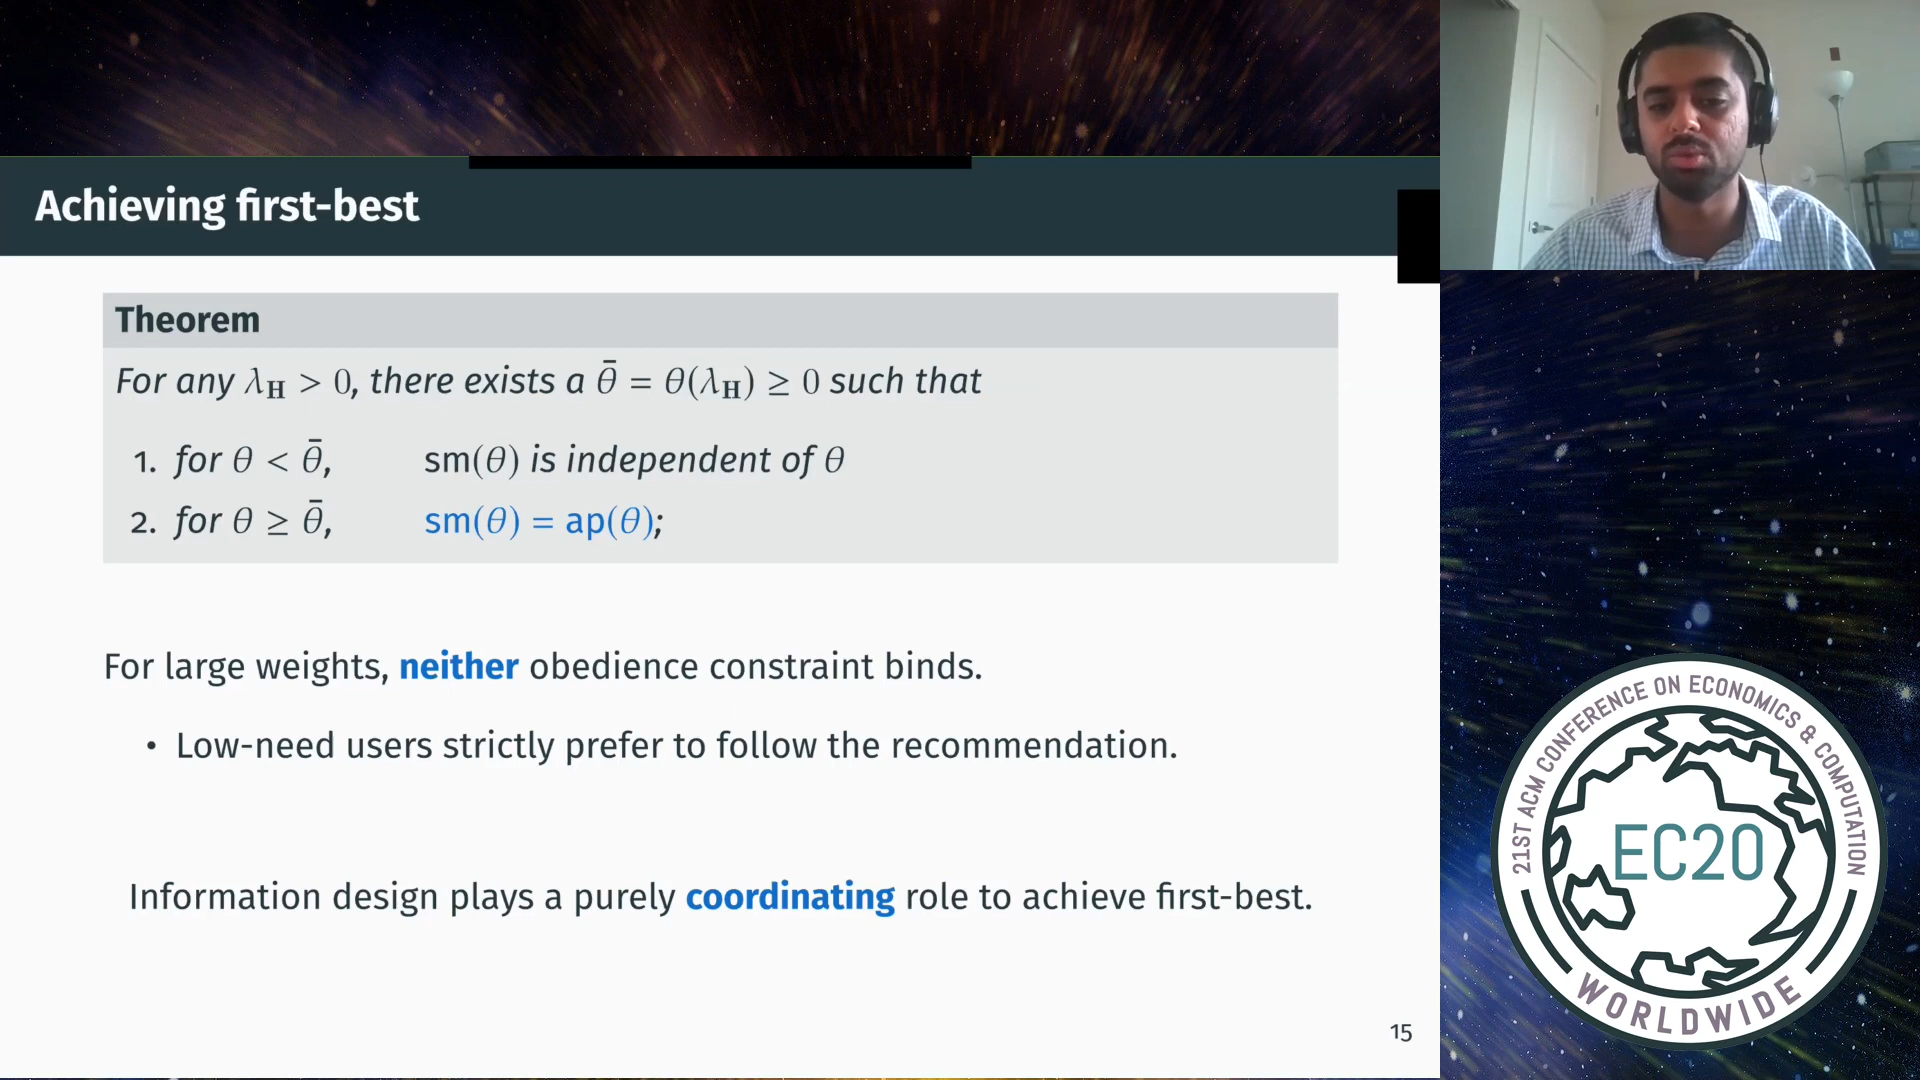 Achieving first-best
Theorem
For any λ_H > 0, there exists a θ̄ = θ(λ_H) ≥ 0 such that
1. for θ < θ̄, sm(θ) is independent of θ
2. for θ ≥ θ̄, sm(θ) = ap(θ);
For large weights, neither obedience constraint binds.
• Low-need users strictly prefer to follow the recommendation.
Information design plays a purely coordinating role to achieve first-best.
15
21ST ACM CONFERENCE ON ECONOMICS & COMPUTATION
EC20
WORLDWIDE